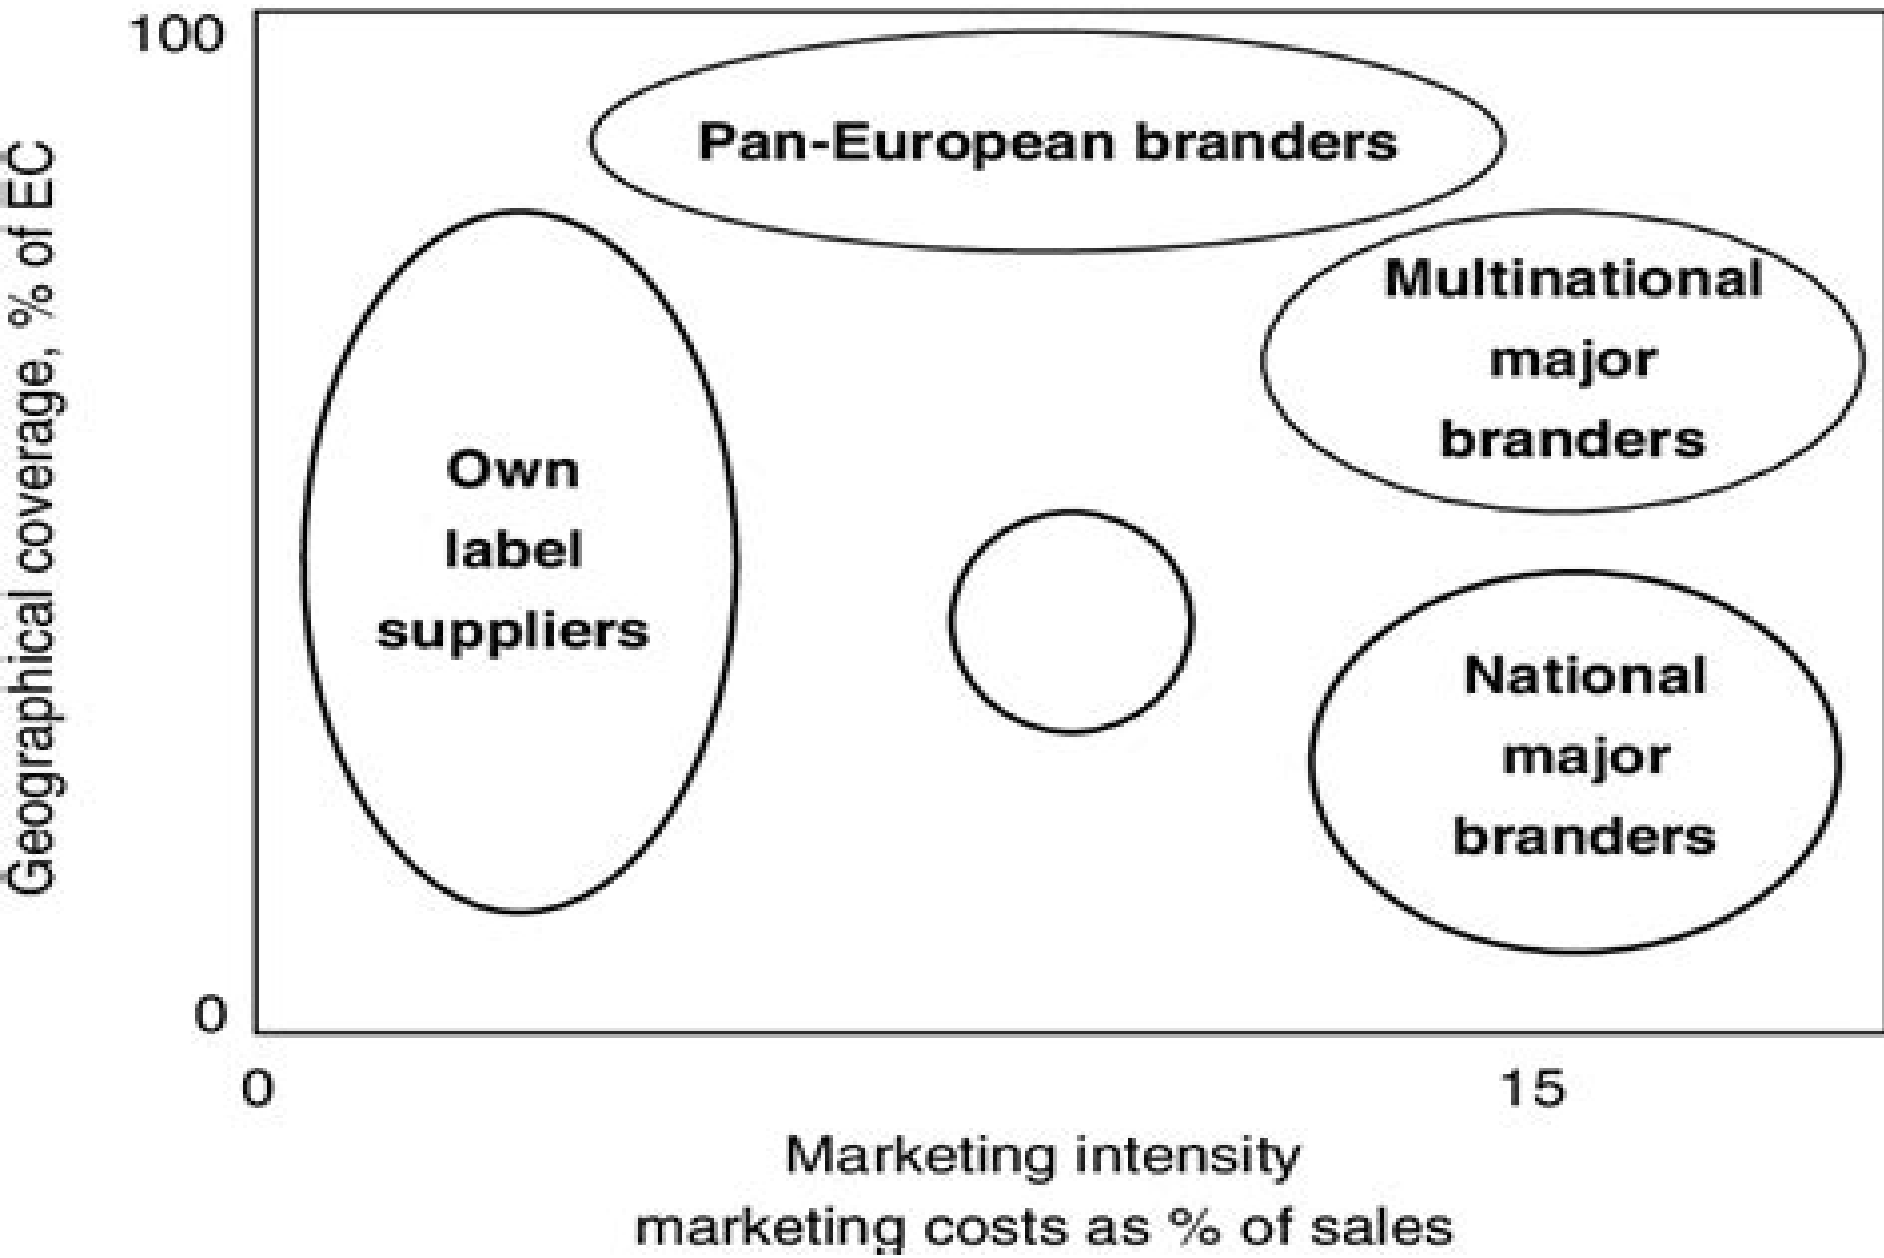 100
Geographical coverage, % of EC
Pan-European branders
Multinational
major
branders
Own
label
suppliers
National
major
branders
0
0
15
Marketing intensity
marketing costs as % of sales